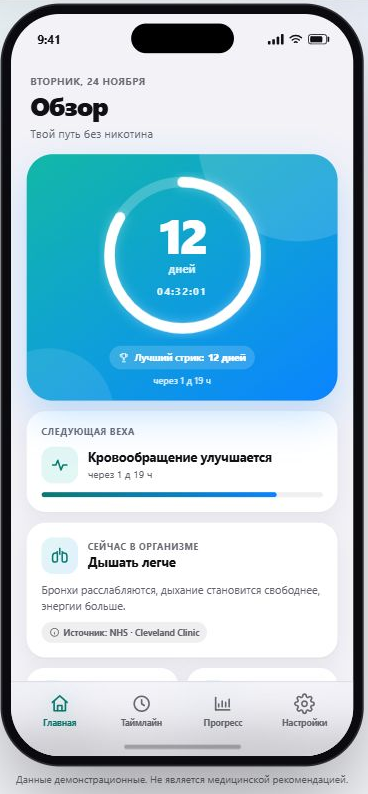 9:41
ВТОРНИК, 24 НОЯБРЯ
Обзор
Твой путь без никотина
12
дней
04:32:01
Лучший стрик: 12 дней
через 1 д 19 ч
СЛЕДУЮЩАЯ ВЕХА
Кровообращение улучшается
через 1 д 19 ч
СЕЙЧАС В ОРГАНИЗМЕ
Дышать легче
Бронхи расслабляются, дыхание становится свободнее,
энергии больше.
Источник: NHS · Cleveland Clinic
Главная
Таймлайн
Прогресс
Настройки
Данные демонстрационные. Не является медицинской рекомендацией.